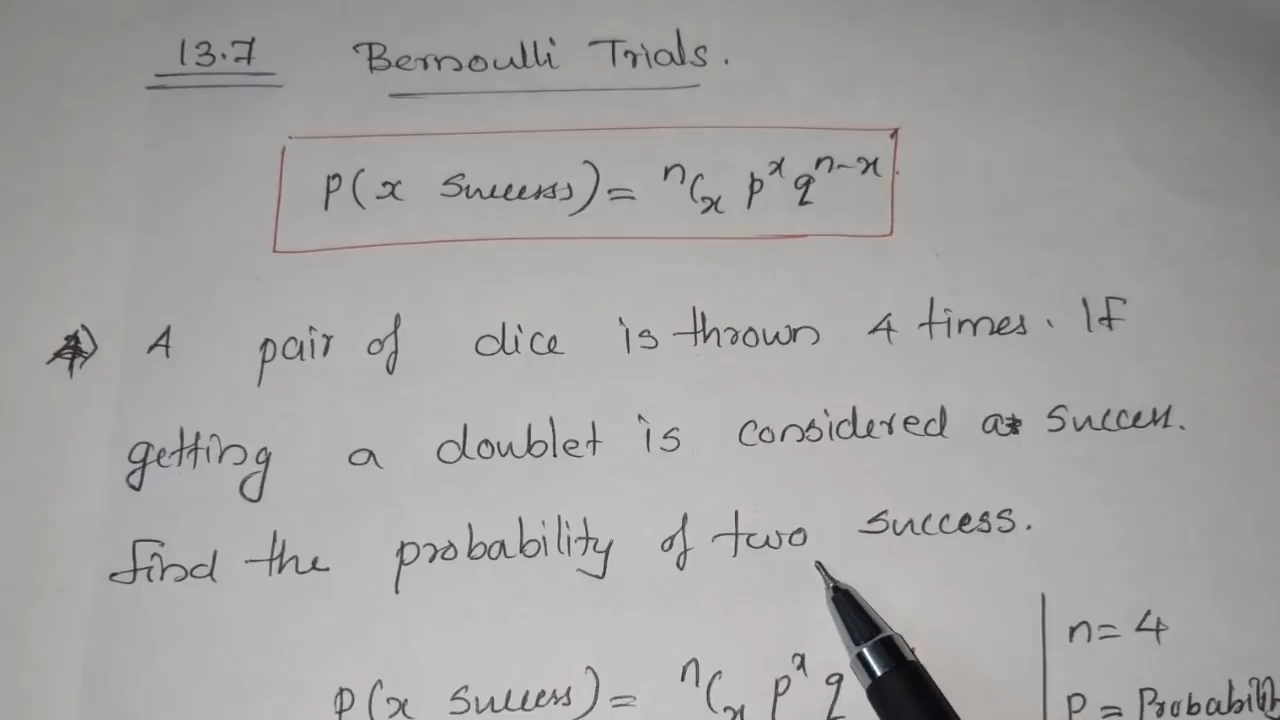 13.7 Bernoulli Trials.
P(x success) = ⁿCₓ pˣ qⁿ⁻ˣ
A pair of dice is thrown 4 times. If
getting a doublet is considered as success.
find the probability of two success.
n = 4
P(x success) = ⁿCₓ pˣ q
P = Probabili